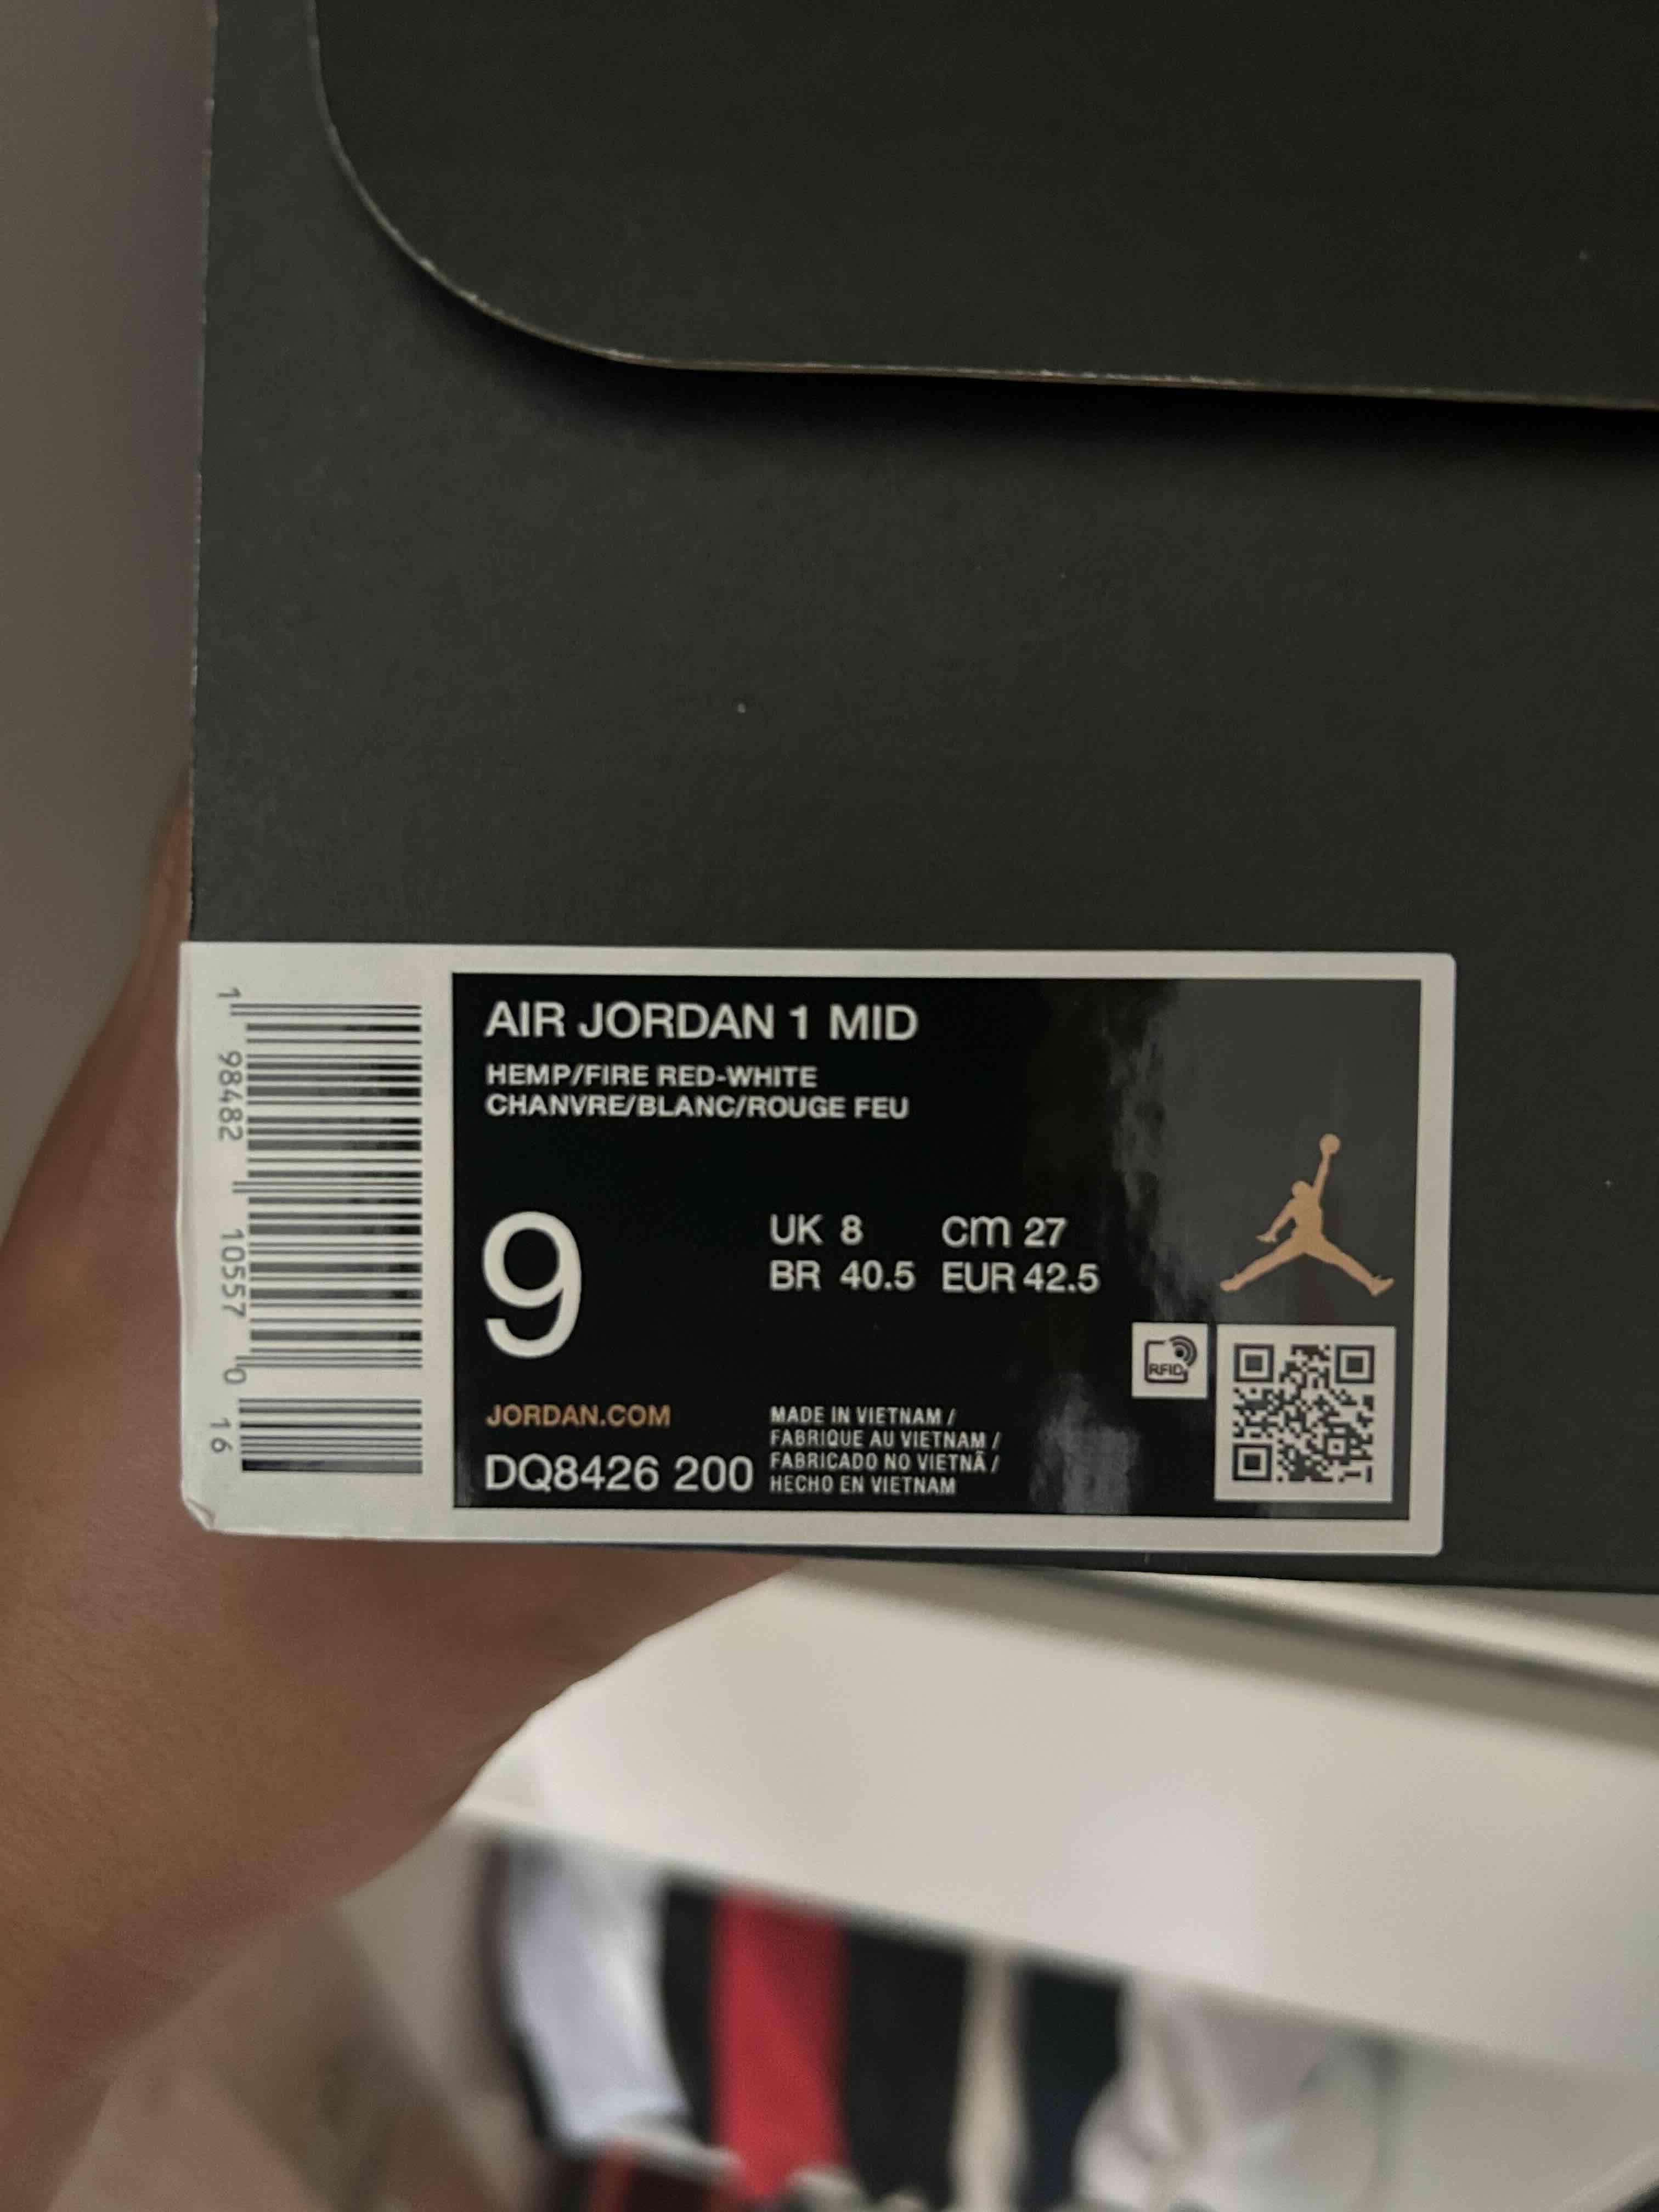 AIR JORDAN 1 MID
HEMP/FIRE RED-WHITE
CHANVRE/BLANC/ROUGE FEU
9
UK 8 cm 27
BR 40.5 EUR 42.5
RFID
JORDAN.COM
DQ8426 200
MADE IN VIETNAM /
FABRIQUE AU VIETNAM /
FABRICADO NO VIETNÃ /
HECHO EN VIETNAM
1 98482 10557 0 16